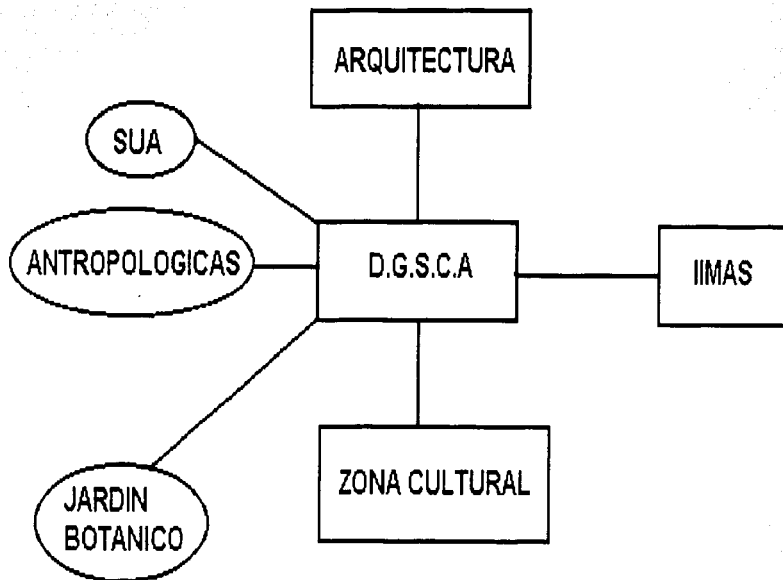 ARQUITECTURA
SUA
ANTROPOLOGICAS
D.G.S.C.A
IIMAS
ZONA CULTURAL
JARDIN
BOTANICO